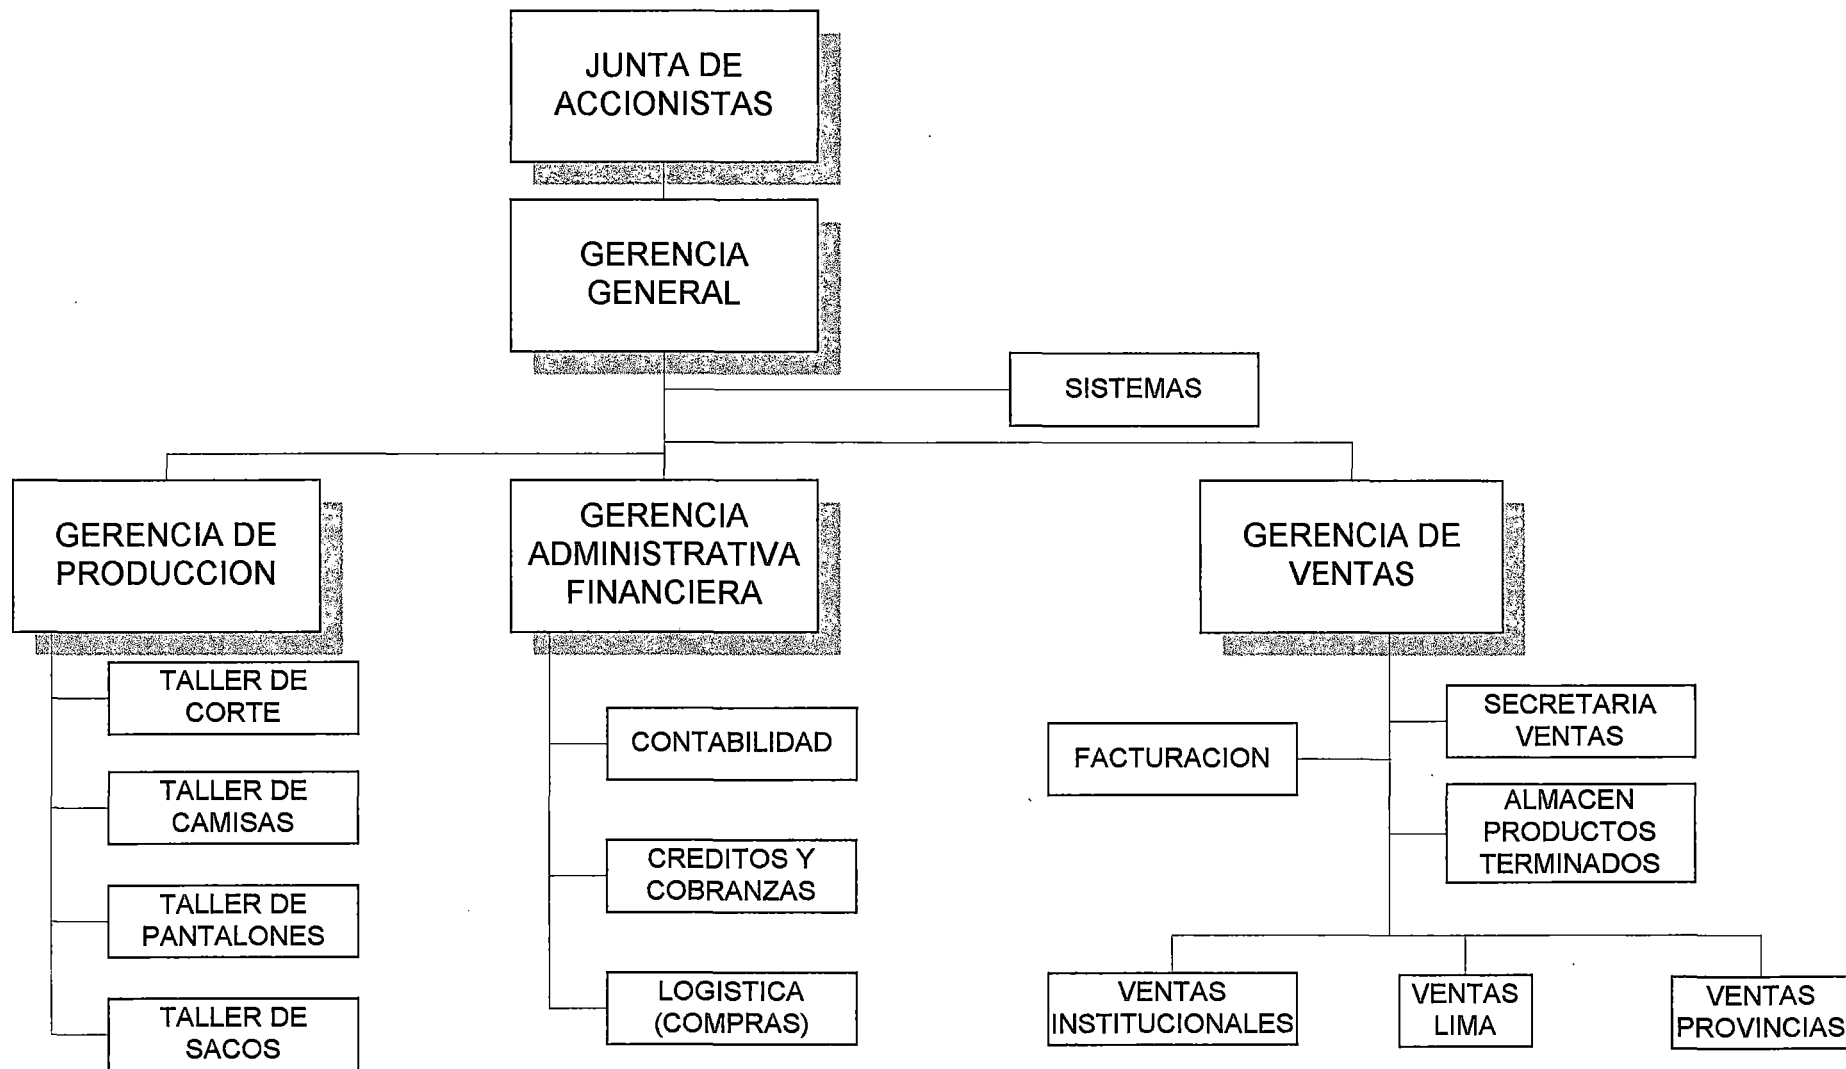 JUNTA DE
ACCIONISTAS
GERENCIA
GENERAL
SISTEMAS
GERENCIA DE
PRODUCCION
GERENCIA
ADMINISTRATIVA
FINANCIERA
GERENCIA DE
VENTAS
TALLER DE
CORTE
TALLER DE
CAMISAS
TALLER DE
PANTALONES
TALLER DE
SACOS
CONTABILIDAD
CREDITOS Y
COBRANZAS
LOGISTICA
(COMPRAS)
SECRETARIA
VENTAS
FACTURACION
ALMACEN
PRODUCTOS
TERMINADOS
VENTAS
INSTITUCIONALES
VENTAS
LIMA
VENTAS
PROVINCIAS